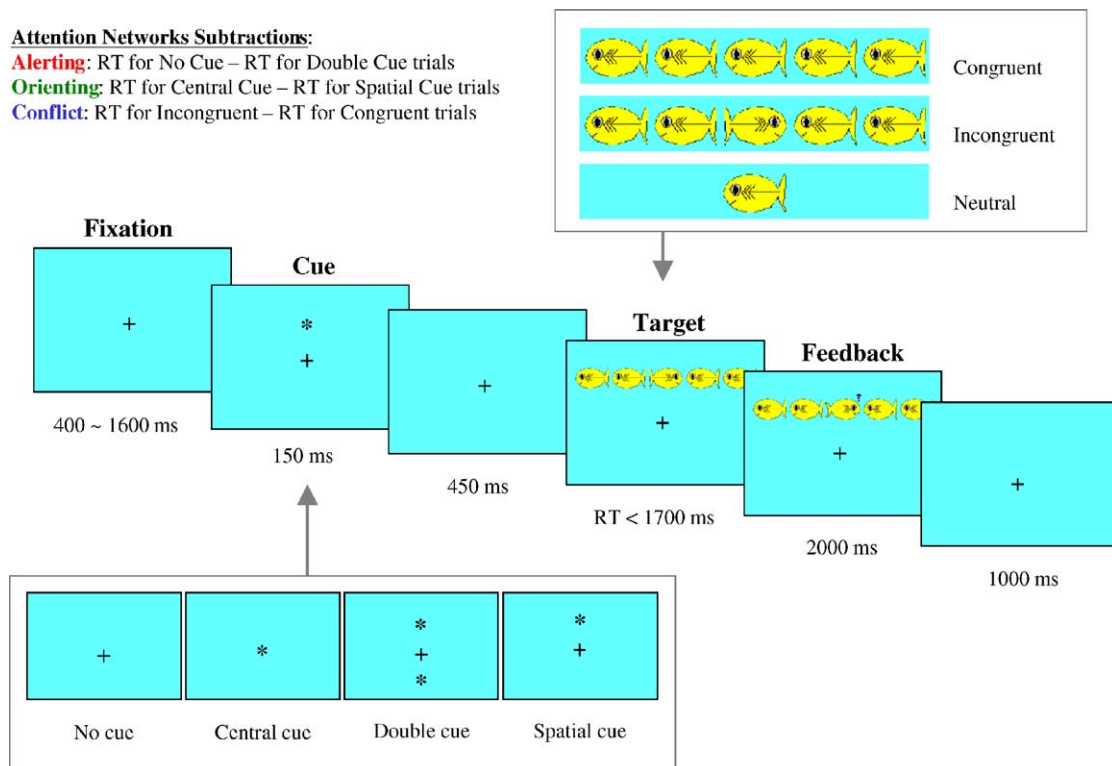 Attention Networks Subtractions:
Alerting: RT for No Cue – RT for Double Cue trials
Orienting: RT for Central Cue – RT for Spatial Cue trials
Conflict: RT for Incongruent – RT for Congruent trials
Congruent
Incongruent
Neutral
Fixation
Cue
Target
Feedback
+
*
+
+
+
+
+
400 ~ 1600 ms
150 ms
450 ms
RT < 1700 ms
2000 ms
1000 ms
+
*
*
+
*
*
+
No cue
Central cue
Double cue
Spatial cue